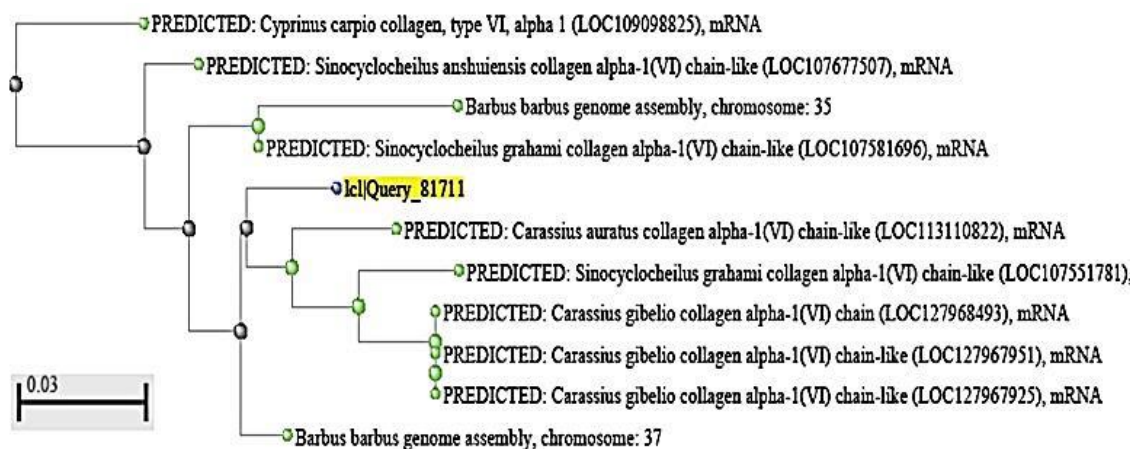 PREDICTED: Cyprinus carpio collagen, type VI, alpha 1 (LOC109098825), mRNA
PREDICTED: Sinocyclocheilus anshuiensis collagen alpha-1(VI) chain-like (LOC107677507), mRNA
Barbus barbus genome assembly, chromosome: 35
PREDICTED: Sinocyclocheilus grahami collagen alpha-1(VI) chain-like (LOC107581696), mRNA
lcl|Query_81711
PREDICTED: Carassius auratus collagen alpha-1(VI) chain-like (LOC113110822), mRNA
PREDICTED: Sinocyclocheilus grahami collagen alpha-1(VI) chain-like (LOC107551781),
PREDICTED: Carassius gibelio collagen alpha-1(VI) chain (LOC127968493), mRNA
PREDICTED: Carassius gibelio collagen alpha-1(VI) chain-like (LOC127967951), mRNA
PREDICTED: Carassius gibelio collagen alpha-1(VI) chain-like (LOC127967925), mRNA
0.03
Barbus barbus genome assembly, chromosome: 37